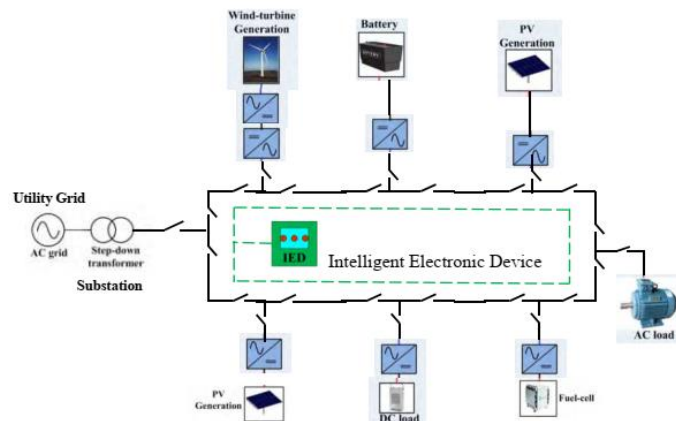 Wind-turbine
Generation
Battery
PV
Generation
Utility Grid
AC grid
Step-down
transformer
Substation
IED
Intelligent Electronic Device
AC load
PV
Generation
DC load
Fuel-cell